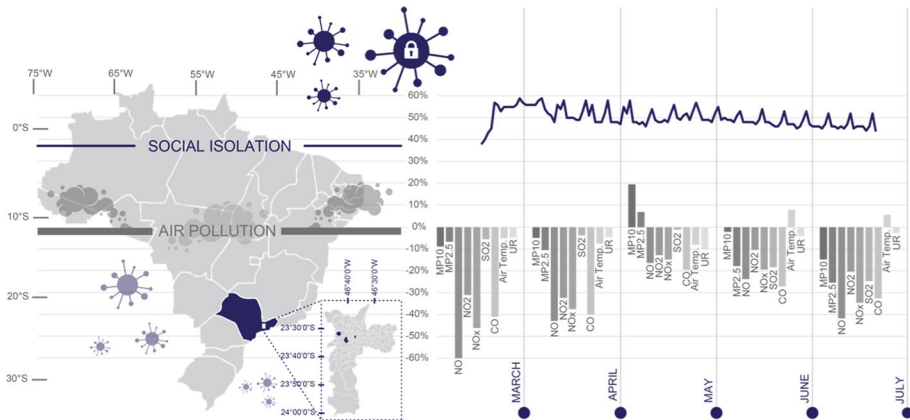 SOCIAL ISOLATION
AIR POLLUTION
75°W
65°W
55°W
45°W
35°W
0°S
10°S
20°S
30°S
46°40'0"W
46°30'0"W
23°30'S
23°40'S
23°50'S
24°00'S
60%
50%
40%
30%
20%
10%
0%
-10%
-20%
-30%
-40%
-50%
-60%
MP10
MP2.5
NO
NO2
NOx
SO2
CO
Air Temp.
UR
MP10
MP2.5
NO
NO2
NOx
SO2
CO
Air Temp.
UR
MP10
MP2.5
NO
NO2
NOx
SO2
CO
Air Temp.
UR
MP10
MP2.5
NO
NO2
NOx
SO2
CO
Air Temp.
UR
MP10
MP2.5
NO
NO2
NOx
SO2
CO
Air Temp.
UR
MARCH
APRIL
MAY
JUNE
JULY